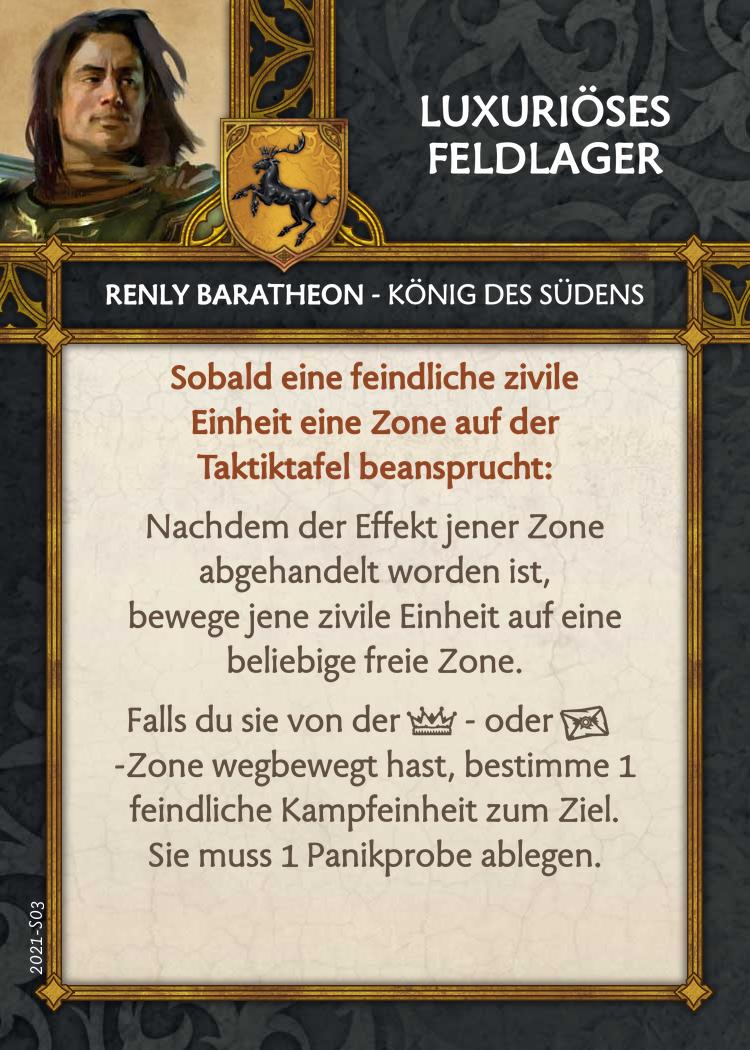 LUXURIÖSES
FELDLAGER
RENLY BARATHEON - KÖNIG DES SÜDENS
Sobald eine feindliche zivile
Einheit eine Zone auf der
Taktiktafel beansprucht:
Nachdem der Effekt jener Zone
abgehandelt worden ist,
bewege jene zivile Einheit auf eine
beliebige freie Zone.
Falls du sie von der - oder
-Zone wegbewegt hast, bestimme 1
feindliche Kampfeinheit zum Ziel.
Sie muss 1 Panikprobe ablegen.
2021-S03